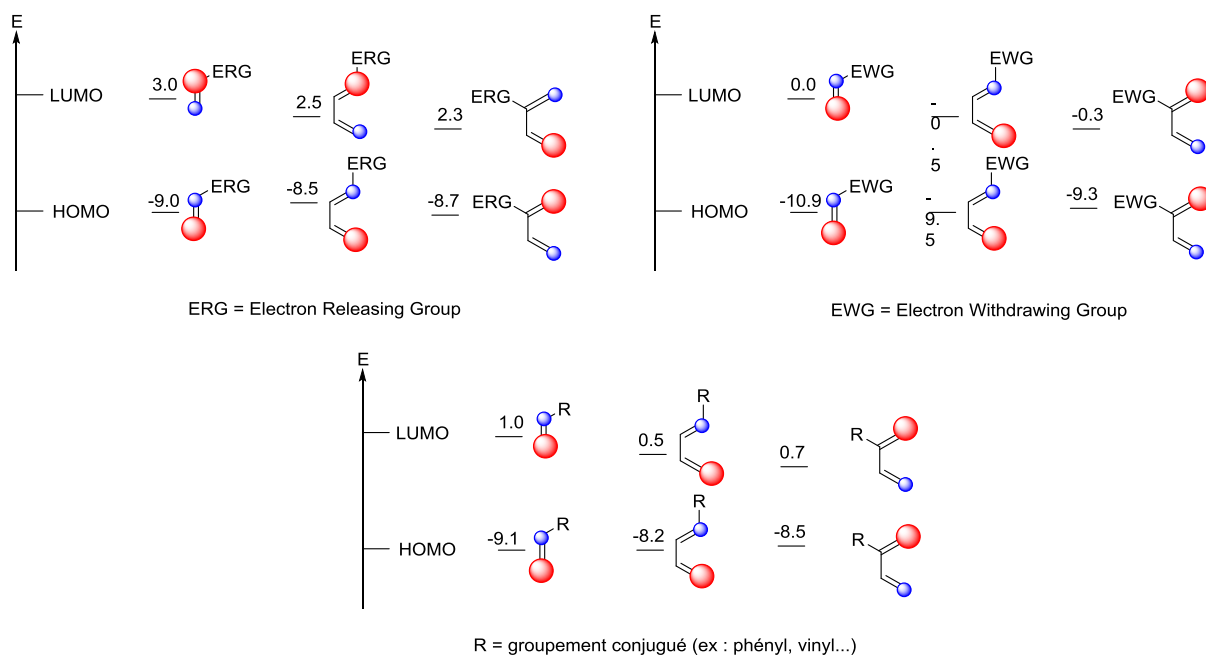 E
LUMO
HOMO
3.0
ERG
2.5
ERG
2.3
ERG
-9.0
ERG
-8.5
ERG
-8.7
ERG
ERG = Electron Releasing Group
E
LUMO
HOMO
0.0
EWG
-
0
.
5
EWG
-0.3
EWG
-10.9
EWG
-
9.
5
EWG
-9.3
EWG
EWG = Electron Withdrawing Group
E
LUMO
HOMO
1.0
R
0.5
R
0.7
R
-9.1
R
-8.2
R
-8.5
R
R = groupement conjugué (ex : phényl, vinyl...)